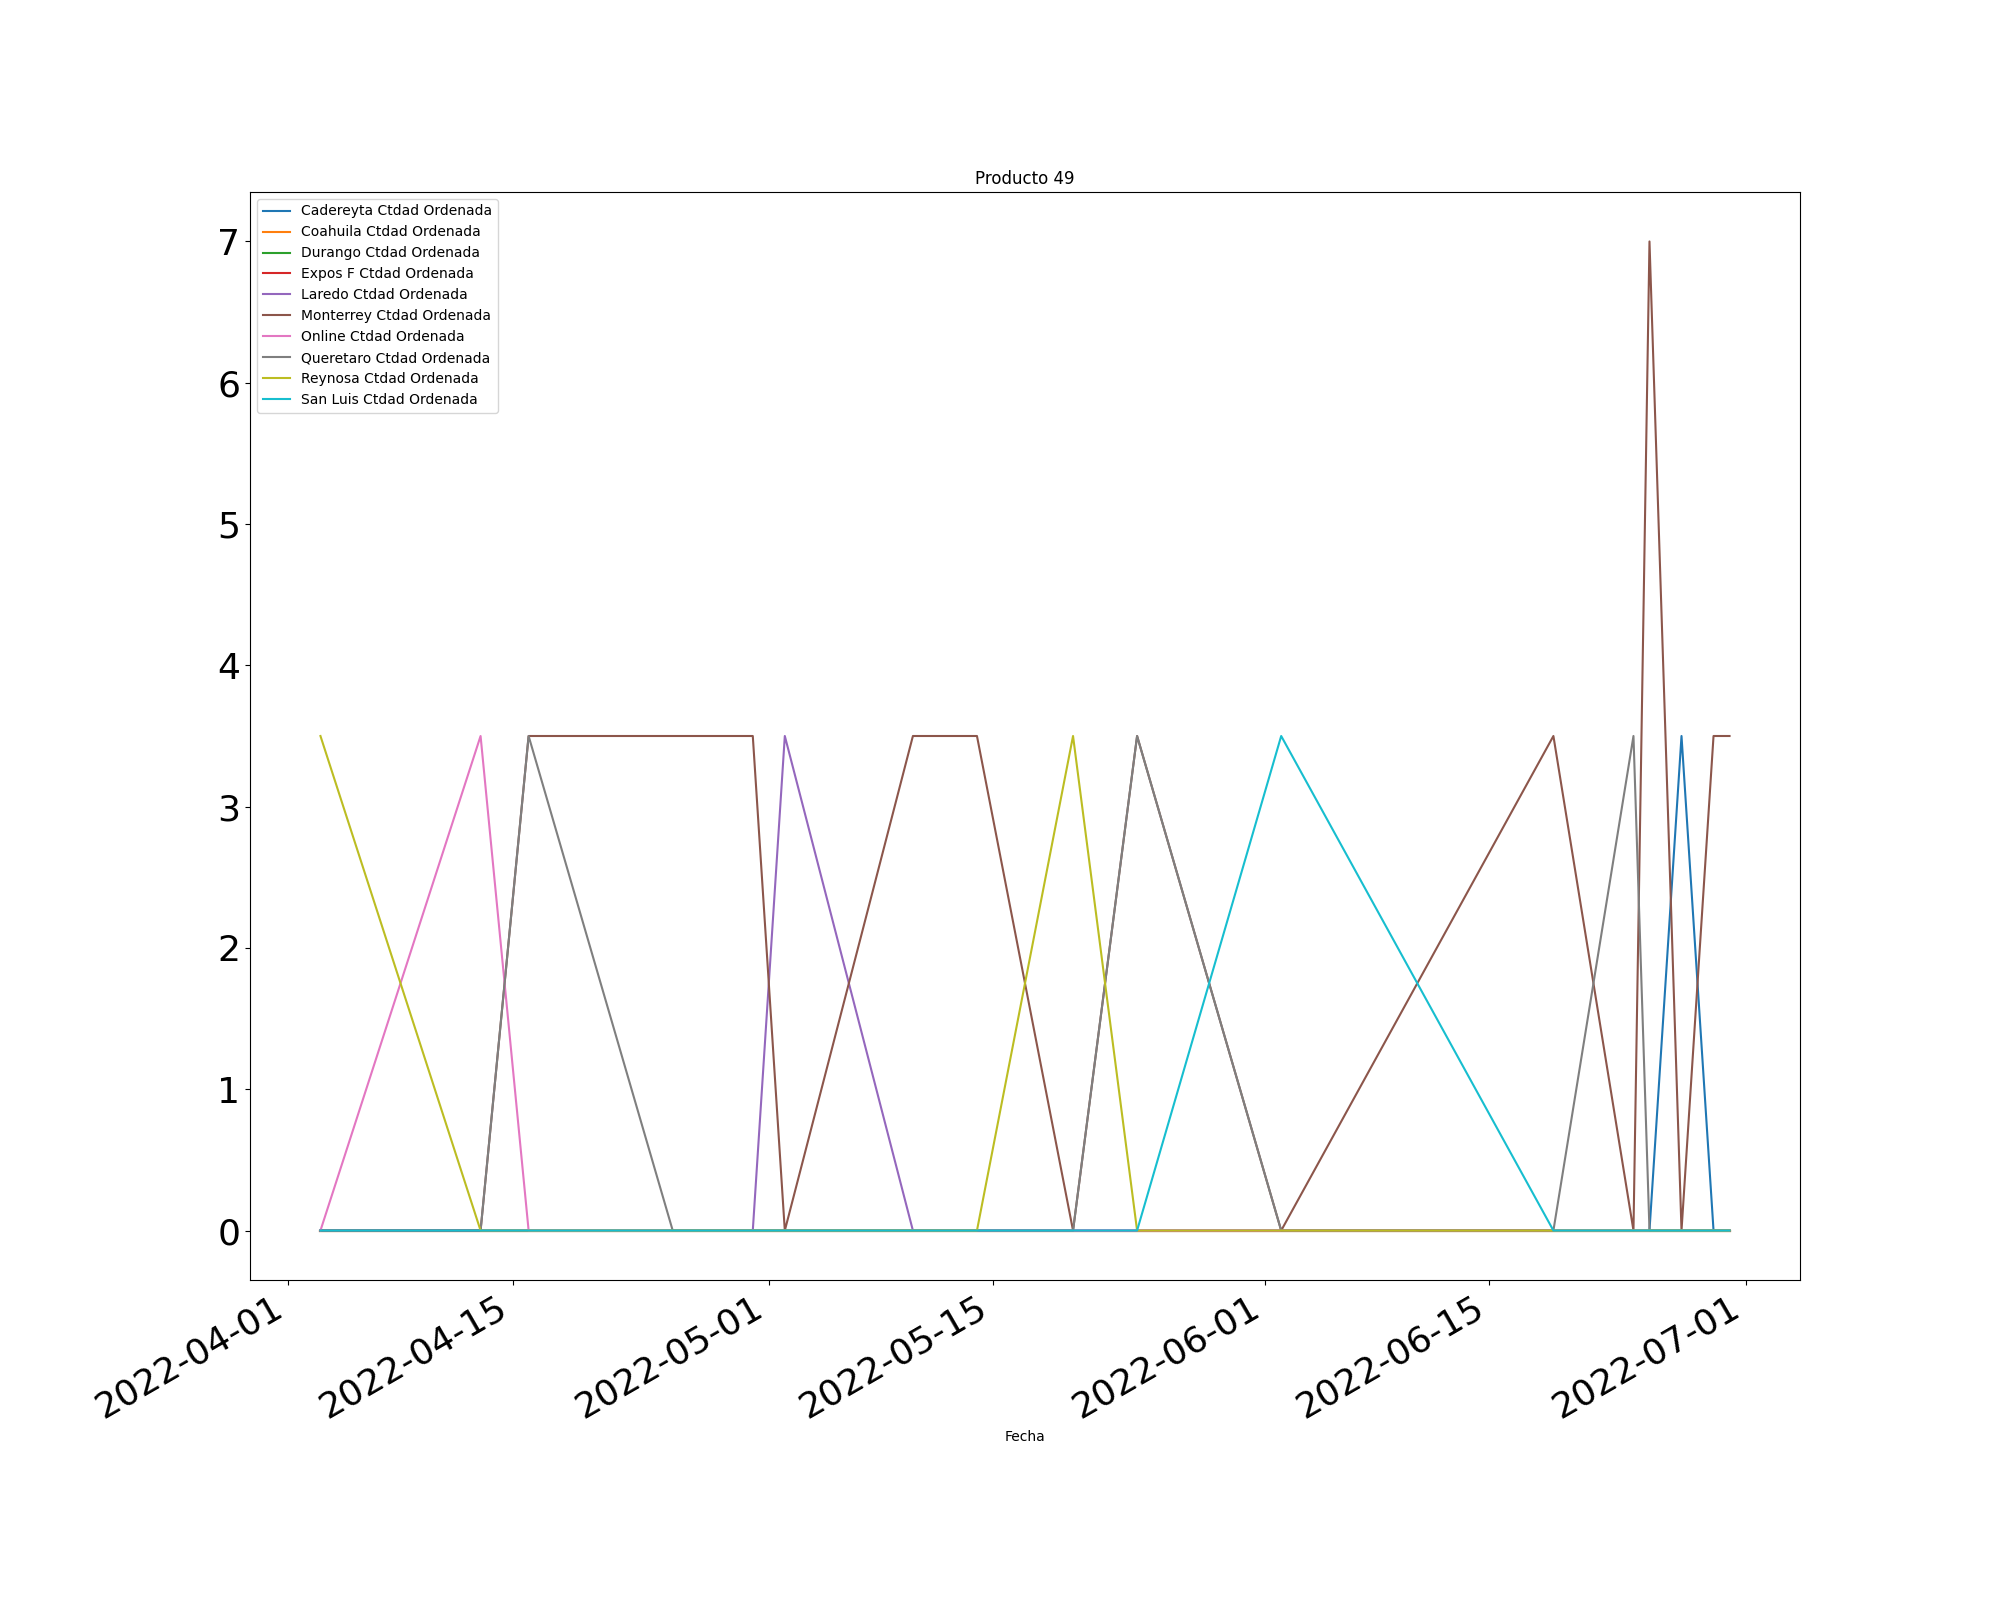 Producto 49
Cadereyta Ctdad Ordenada
Coahuila Ctdad Ordenada
Durango Ctdad Ordenada
Expos F Ctdad Ordenada
Laredo Ctdad Ordenada
Monterrey Ctdad Ordenada
Online Ctdad Ordenada
Queretaro Ctdad Ordenada
Reynosa Ctdad Ordenada
San Luis Ctdad Ordenada
7
6
5
4
3
2
1
0
2022-04-01
2022-04-15
2022-05-01
2022-05-15
2022-06-01
2022-06-15
2022-07-01
Fecha